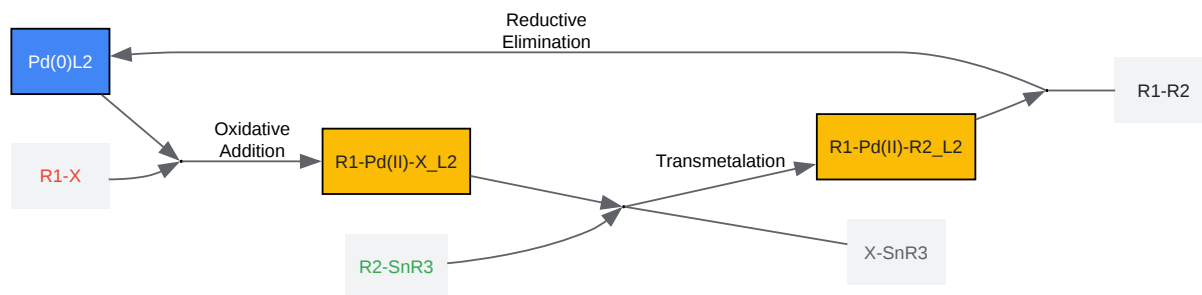 Reductive
Elimination
Pd(0)L2
R1-R2
Oxidative
Addition
R1-Pd(II)-X_L2
Transmetalation
R1-Pd(II)-R2_L2
R1-X
R2-SnR3
X-SnR3